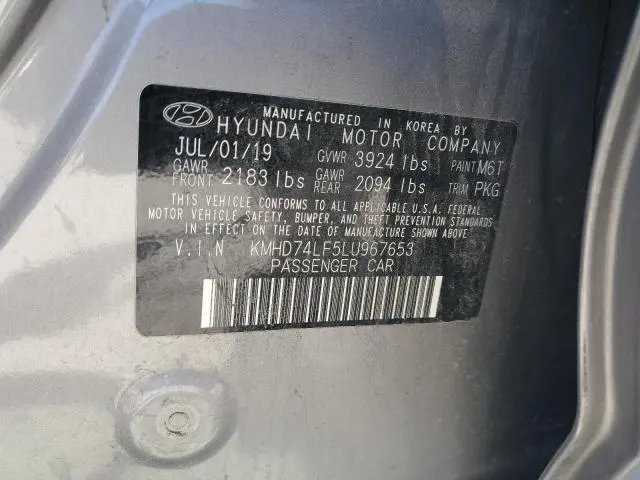 MANUFACTURED IN KOREA BY
HYUNDAI MOTOR COMPANY
JUL/01/19 GVWR 3924 lbs PAINT M6T
GAWR FRONT 2183 lbs GAWR REAR 2094 lbs TRIM PKG
THIS VEHICLE CONFORMS TO ALL APPLICABLE U.S.A. FEDERAL
MOTOR VEHICLE SAFETY, BUMPER, AND THEFT PREVENTION STANDARDS
IN EFFECT ON THE DATE OF MANUFACTURE SHOWN ABOVE.
V.I.N KMHD74LF5LU967653
PASSENGER CAR